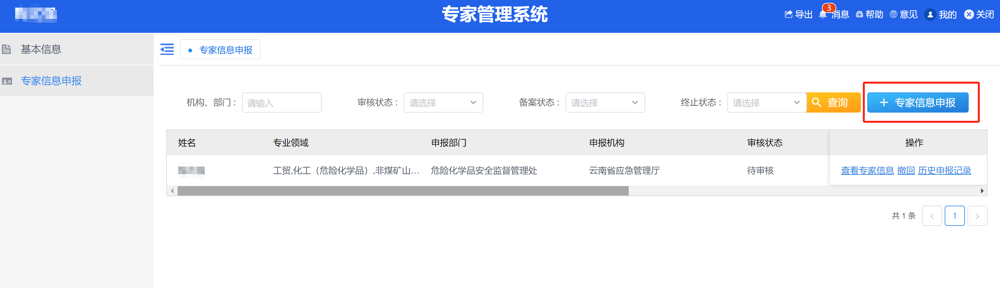 专家管理系统
导出 3 消息 帮助 意见 我的 关闭
基本信息
专家信息申报
专家信息申报
机构、部门： 请输入 审核状态： 请选择 备案状态： 请选择 终止状态： 请选择 查询 专家信息申报
姓名 专业领域 申报部门 申报机构 审核状态 操作
工贸,化工（危险化学品）,非煤矿山... 危险化学品安全监督管理处 云南省应急管理厅 待审核 查看专家信息 撤回 历史申报记录
共 1 条 1